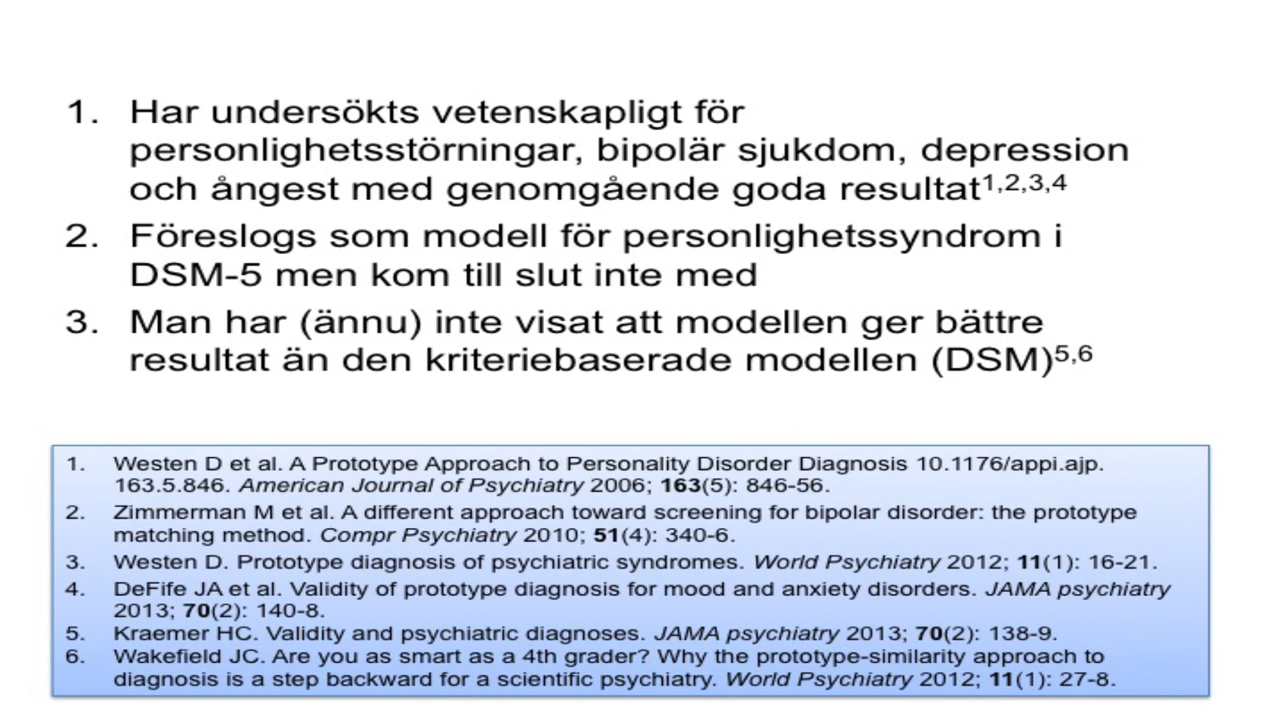 1. Har undersökts vetenskapligt för
personlighetsstörningar, bipolär sjukdom, depression
och ångest med genomgående goda resultat1,2,3,4
2. Föreslogs som modell för personlighetssyndrom i
DSM-5 men kom till slut inte med
3. Man har (ännu) inte visat att modellen ger bättre
resultat än den kriteriebaserade modellen (DSM)5,6
1. Westen D et al. A Prototype Approach to Personality Disorder Diagnosis 10.1176/appi.ajp.
163.5.846. American Journal of Psychiatry 2006; 163(5): 846-56.
2. Zimmerman M et al. A different approach toward screening for bipolar disorder: the prototype
matching method. Compr Psychiatry 2010; 51(4): 340-6.
3. Westen D. Prototype diagnosis of psychiatric syndromes. World Psychiatry 2012; 11(1): 16-21.
4. DeFife JA et al. Validity of prototype diagnosis for mood and anxiety disorders. JAMA psychiatry
2013; 70(2): 140-8.
5. Kraemer HC. Validity and psychiatric diagnoses. JAMA psychiatry 2013; 70(2): 138-9.
6. Wakefield JC. Are you as smart as a 4th grader? Why the prototype-similarity approach to
diagnosis is a step backward for a scientific psychiatry. World Psychiatry 2012; 11(1): 27-8.